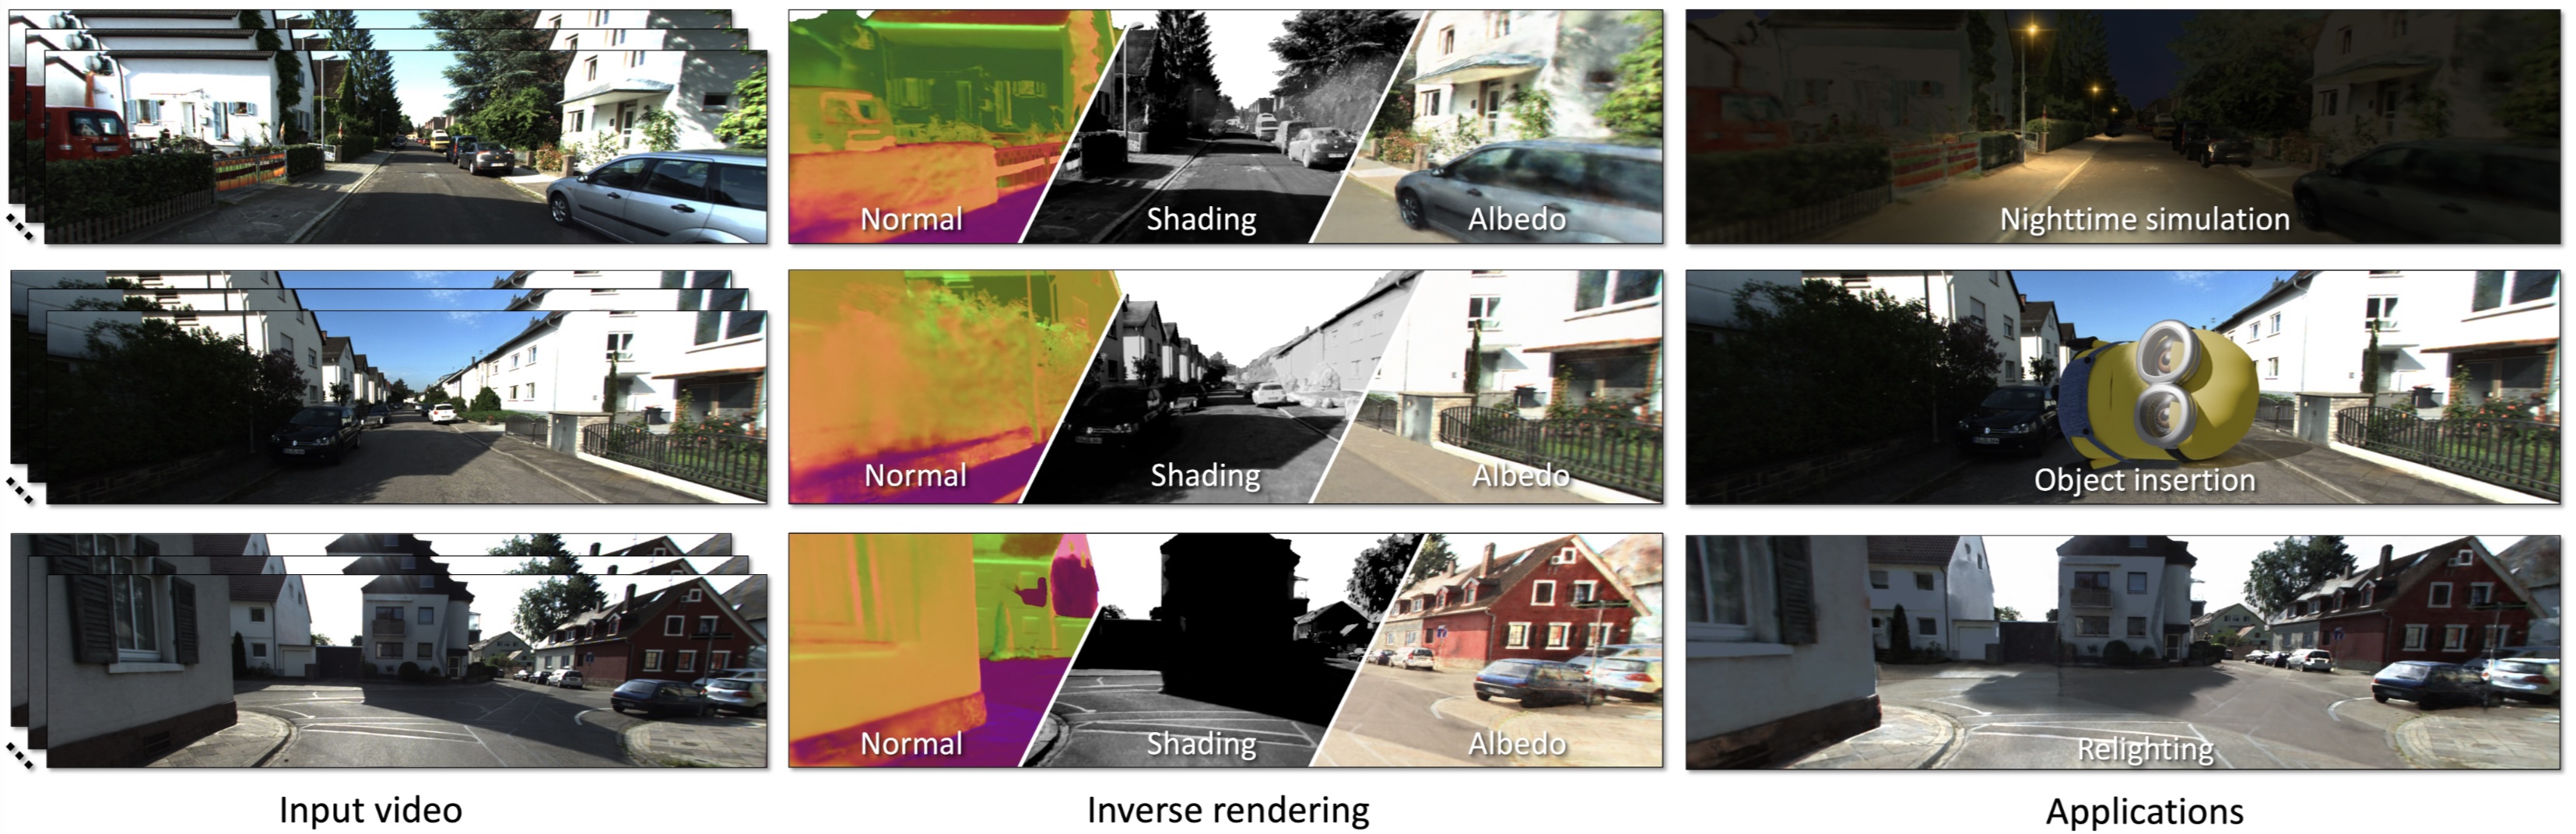 Normal
Shading
Albedo
Nighttime simulation
Normal
Shading
Albedo
Object insertion
Normal
Shading
Albedo
Relighting
Input video
Inverse rendering
Applications